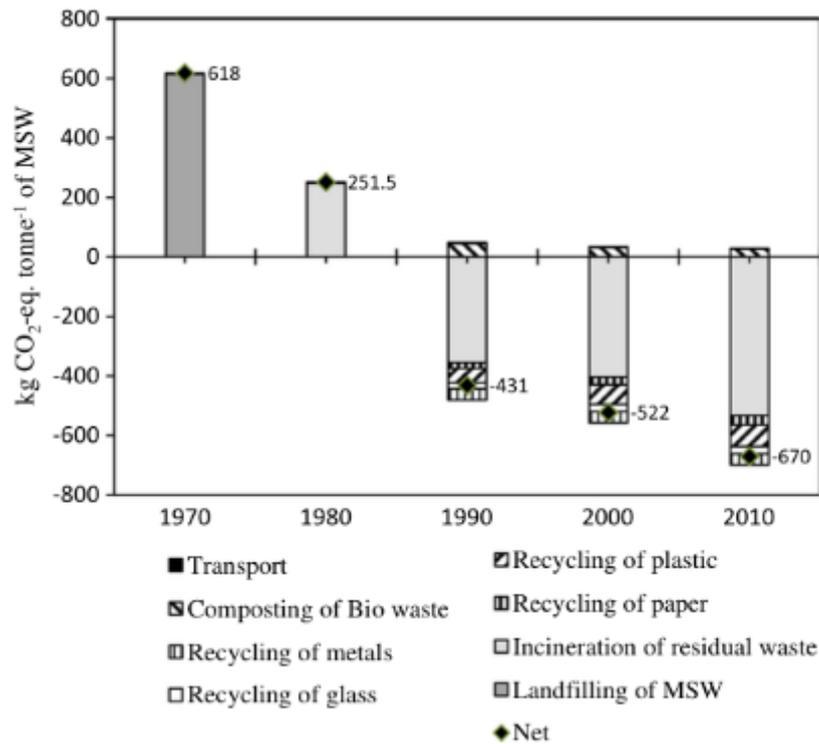 800
600
400
200
0
-200
-400
-600
-800
kg CO₂-eq. tonne⁻¹ of MSW
618
251.5
-431
-522
-670
1970 1980 1990 2000 2010
Transport
Composting of Bio waste
Recycling of metals
Recycling of glass
Recycling of plastic
Recycling of paper
Incineration of residual waste
Landfilling of MSW
Net